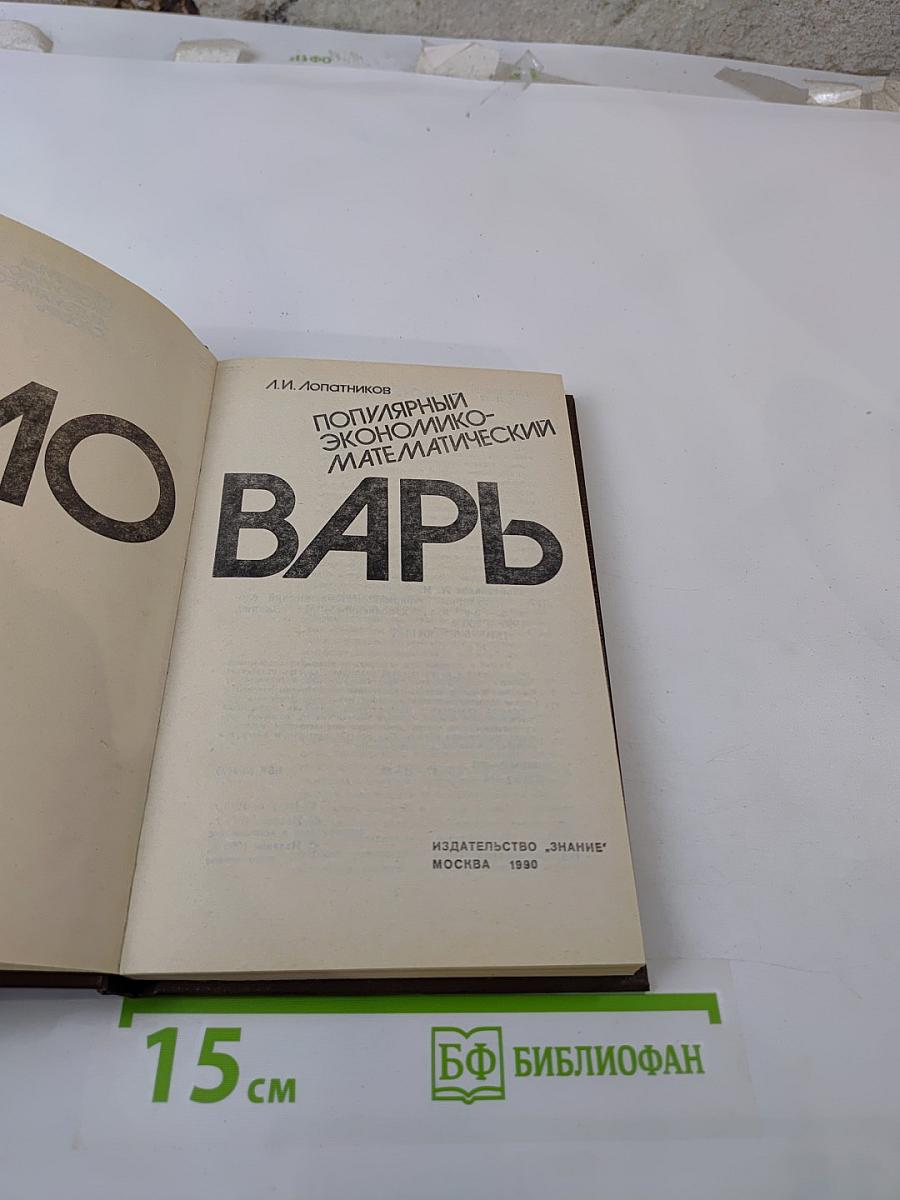 Л.И. Лопатников
ПОПУЛЯРНЫЙ
ЭКОНОМИКО-
МАТЕМАТИЧЕСКИЙ
ЛО
ВАРЬ
ИЗДАТЕЛЬСТВО „ЗНАНИЕ“
МОСКВА 1990
15 см
БФ БИБЛИОФАН